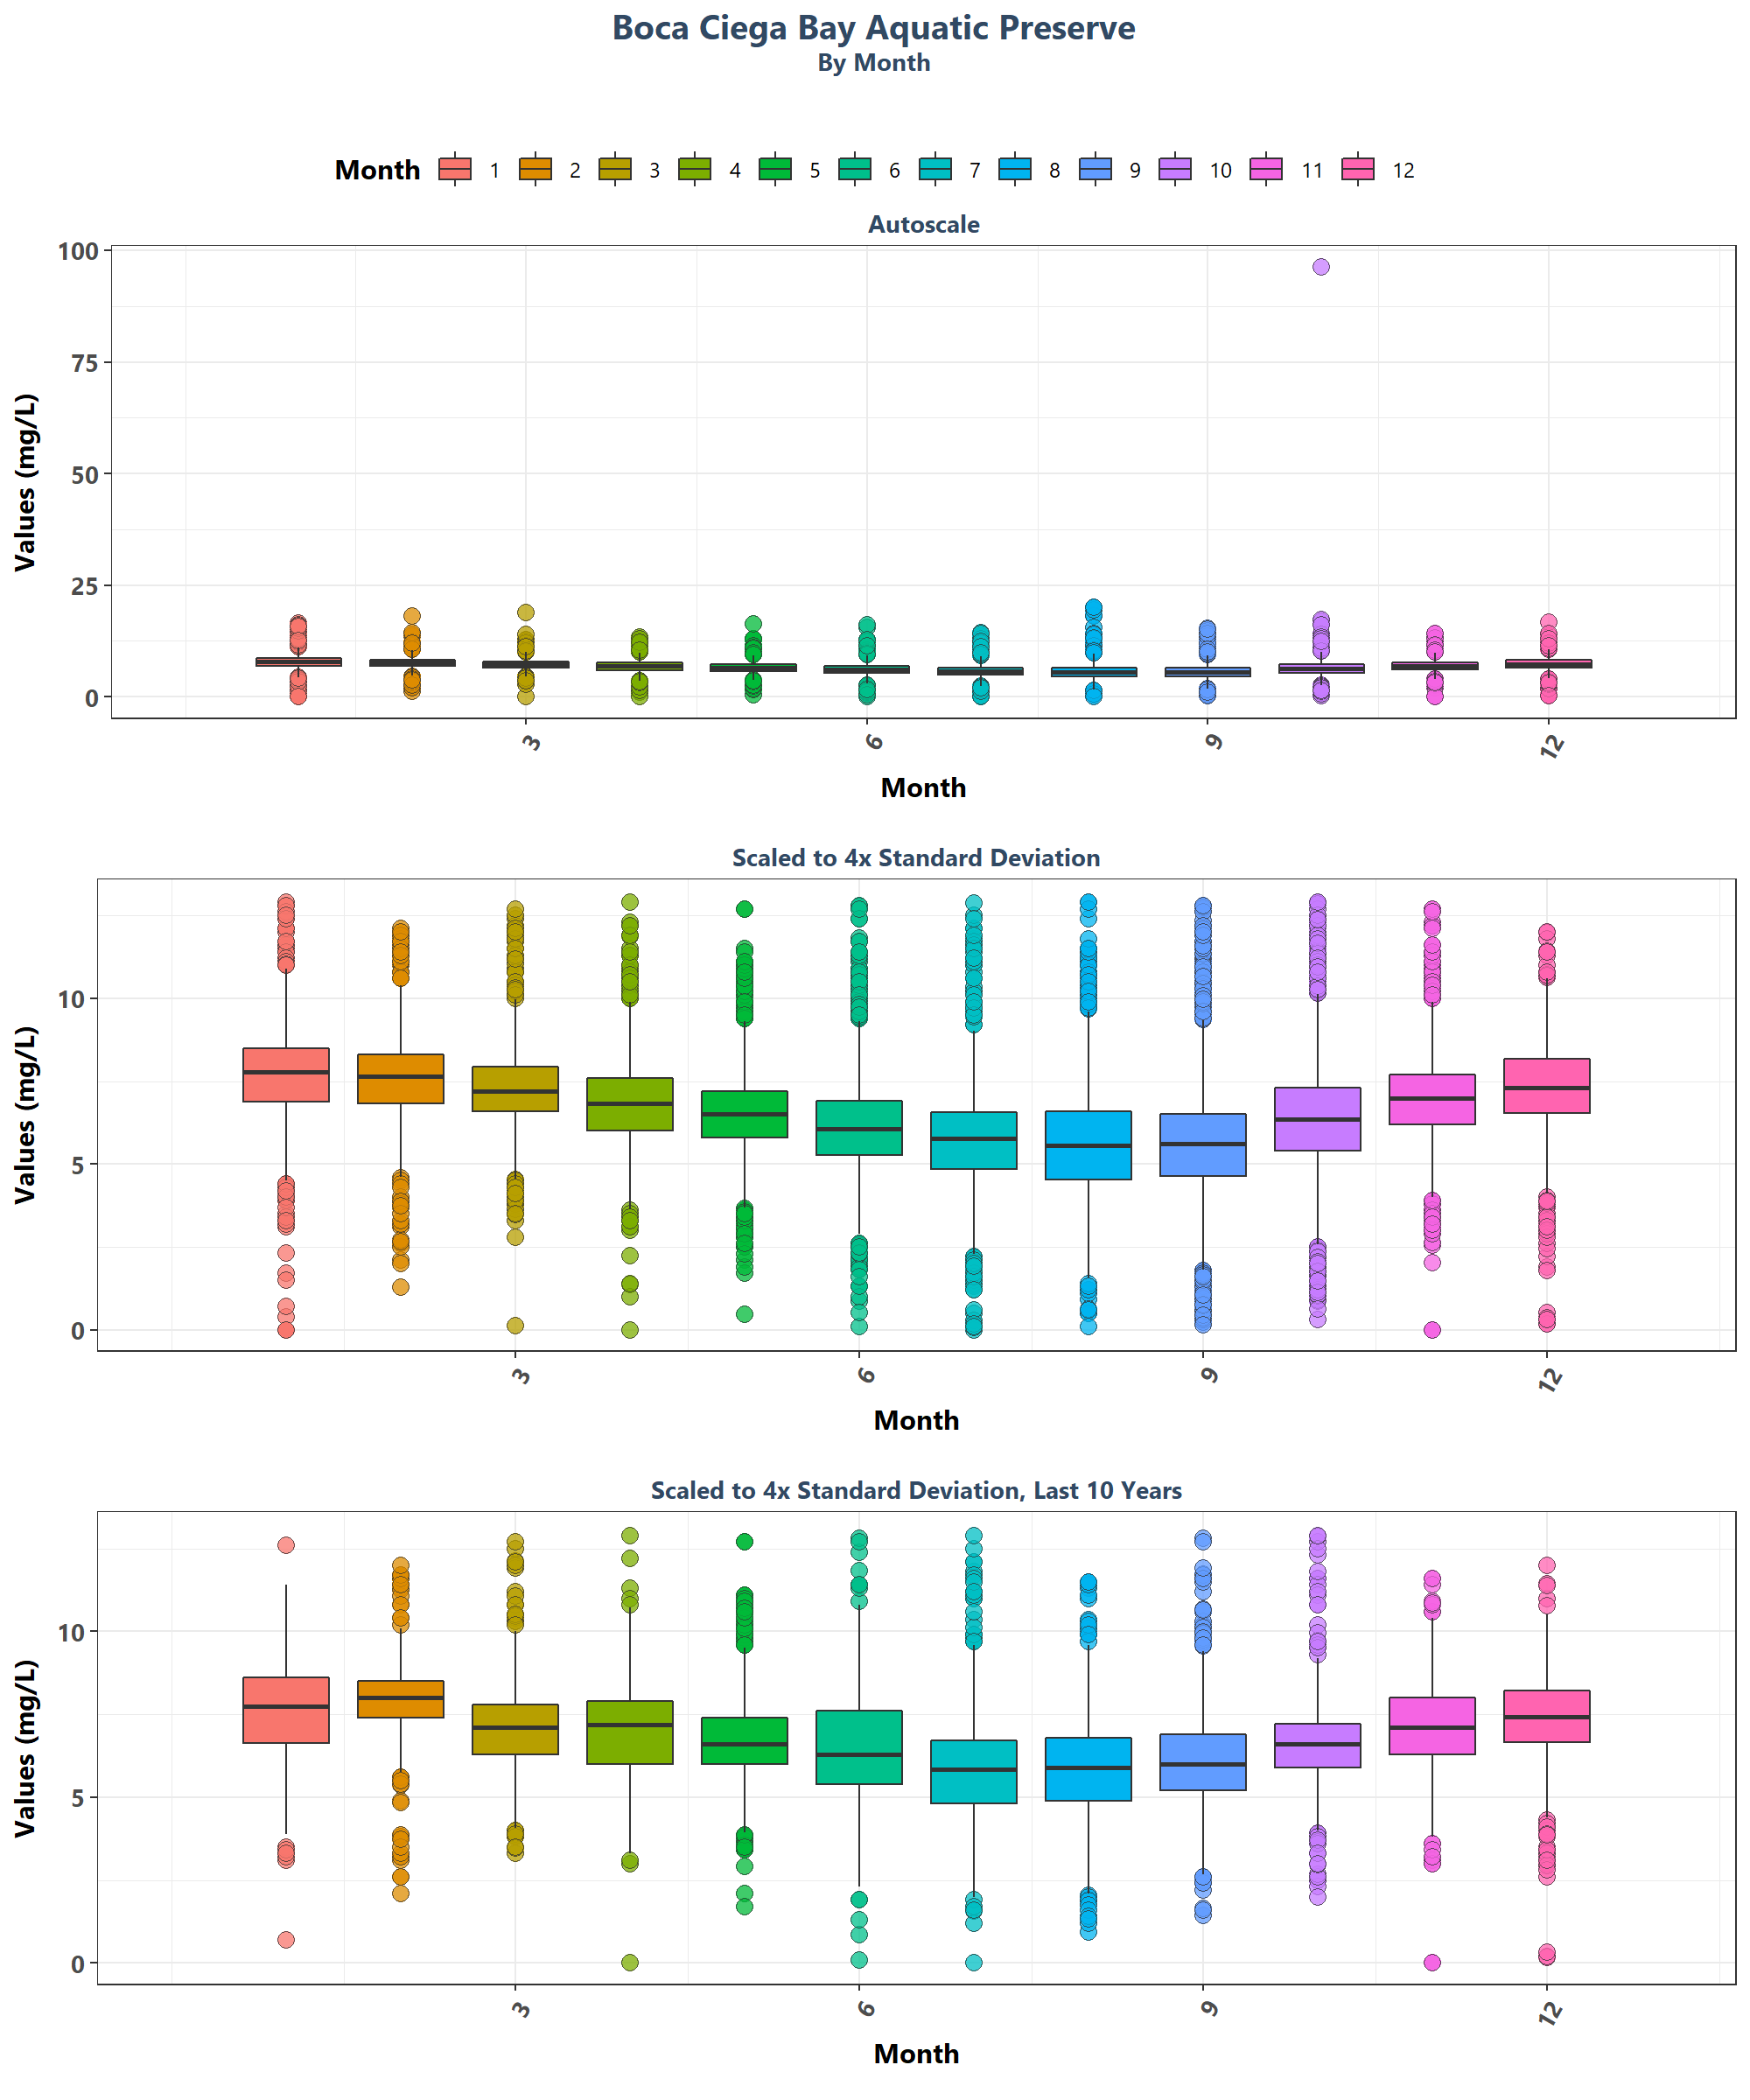 Boca Ciega Bay Aquatic Preserve
By Month
Month 1 2 3 4 5 6 7 8 9 10 11 12
Autoscale
Values (mg/L)
100
75
50
25
0
3 6 9 12
Month
Scaled to 4x Standard Deviation
Values (mg/L)
10
5
0
3 6 9 12
Month
Scaled to 4x Standard Deviation, Last 10 Years
Values (mg/L)
10
5
0
3 6 9 12
Month